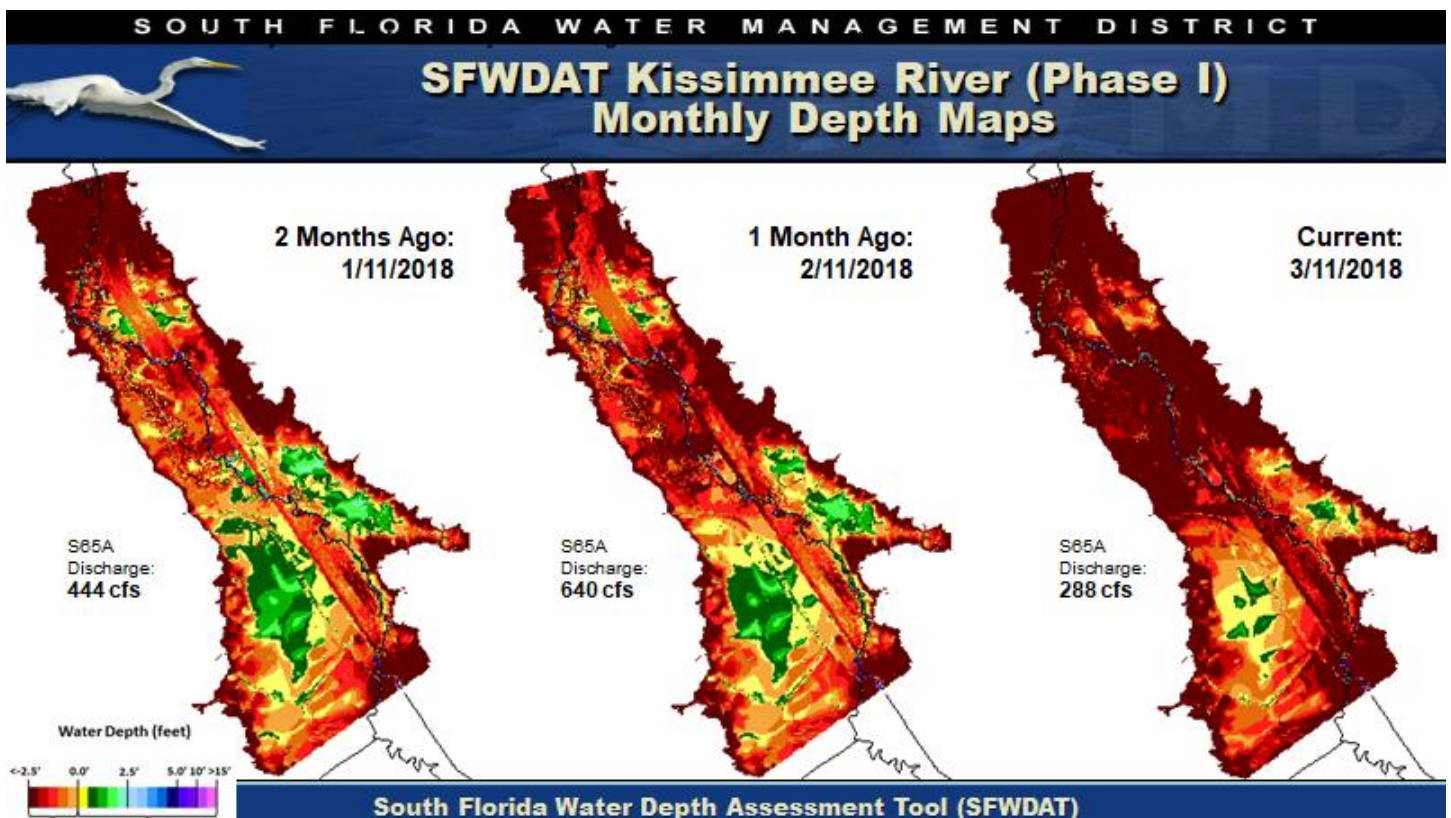 SOUTH FLORIDA WATER MANAGEMENT DISTRICT
SFWDAT Kissimmee River (Phase I)
Monthly Depth Maps
2 Months Ago:
1/11/2018
1 Month Ago:
2/11/2018
Current:
3/11/2018
S65A
Discharge:
444 cfs
S65A
Discharge:
640 cfs
S65A
Discharge:
288 cfs
Water Depth (feet)
<-2.5' 0.0' 2.5' 5.0' 10' >15'
South Florida Water Depth Assessment Tool (SFWDAT)